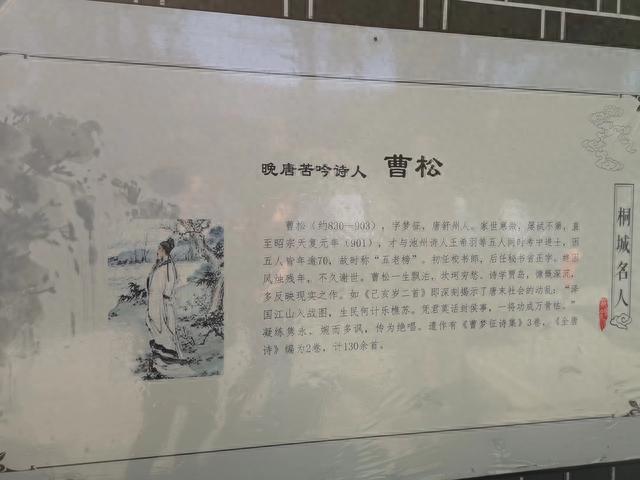 晚唐苦吟诗人 曹松
曹松（约830—903），字梦征，唐舒州人。家世寒微，屡试不第，直
至昭宗天复元年（901），才与池州诗人王希羽等五人同时考中进士，因
五人皆年逾70，故时称“五老榜”。初任校书郎，后任秘书省正字。终因
风烛残年，不久谢世。曹松一生飘沾，坎坷穷愁。诗学贾岛，慷慨深沉，
多反映现实之作。如《己亥岁二首》即深刻揭示了唐末社会的动乱：“泽
国江山入战图，生民何计乐樵苏。凭君莫话封侯事，一将功成万骨枯。”
凝练隽永、婉而多讽，传为绝唱。遗作有《曹梦征诗集》3卷，《全唐
诗》编为2卷，计130余首。
桐城名人